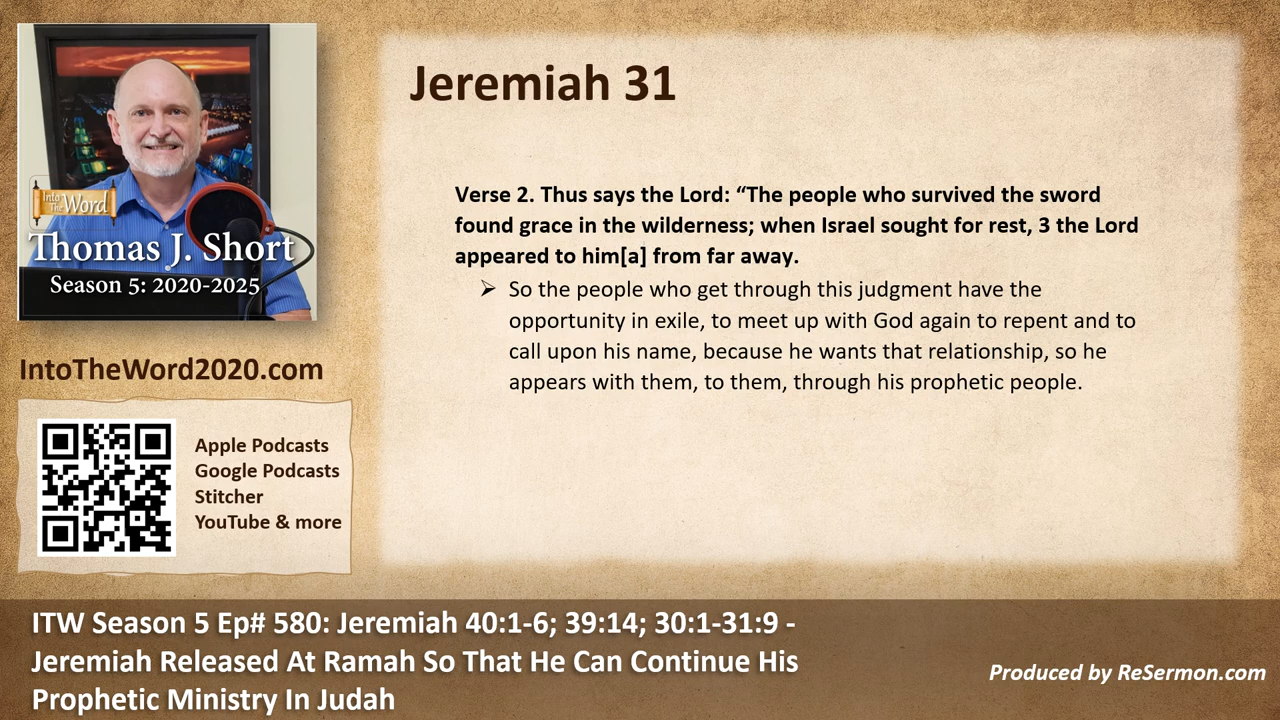 Into
The Word
Thomas J. Short
Season 5: 2020-2025
IntoTheWord2020.com
Apple Podcasts
Google Podcasts
Stitcher
YouTube & more
Jeremiah 31
Verse 2. Thus says the Lord: “The people who survived the sword
found grace in the wilderness; when Israel sought for rest, 3 the Lord
appeared to him[a] from far away.
➢ So the people who get through this judgment have the
opportunity in exile, to meet up with God again to repent and to
call upon his name, because he wants that relationship, so he
appears with them, to them, through his prophetic people.
ITW Season 5 Ep# 580: Jeremiah 40:1-6; 39:14; 30:1-31:9 -
Jeremiah Released At Ramah So That He Can Continue His
Prophetic Ministry In Judah
Produced by ReSermon.com